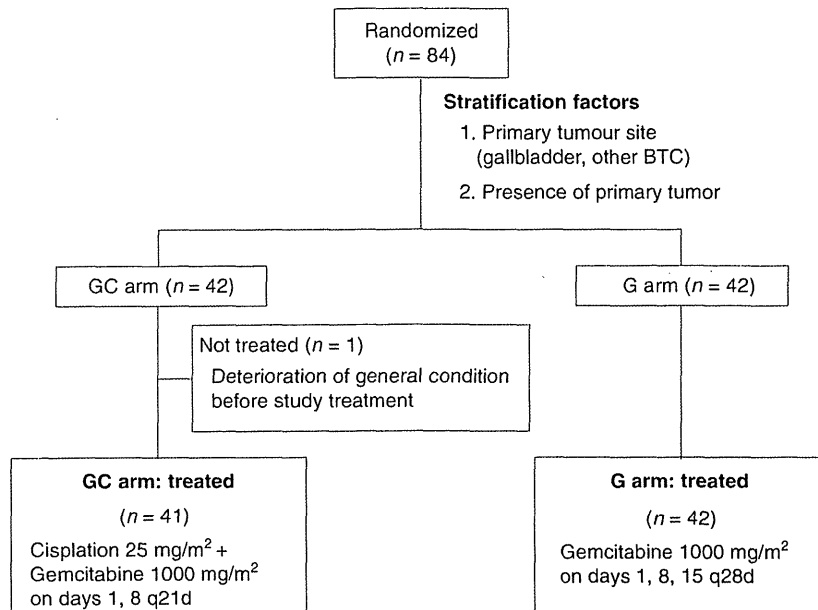 Randomized
(n = 84)
Stratification factors
1. Primary tumour site
(gallbladder, other BTC)
2. Presence of primary tumor
GC arm (n = 42)
G arm (n = 42)
Not treated (n = 1)
Deterioration of general condition
before study treatment
GC arm: treated
(n = 41)
Cisplation 25 mg/m² +
Gemcitabine 1000 mg/m²
on days 1, 8 q21d
G arm: treated
(n = 42)
Gemcitabine 1000 mg/m²
on days 1, 8, 15 q28d